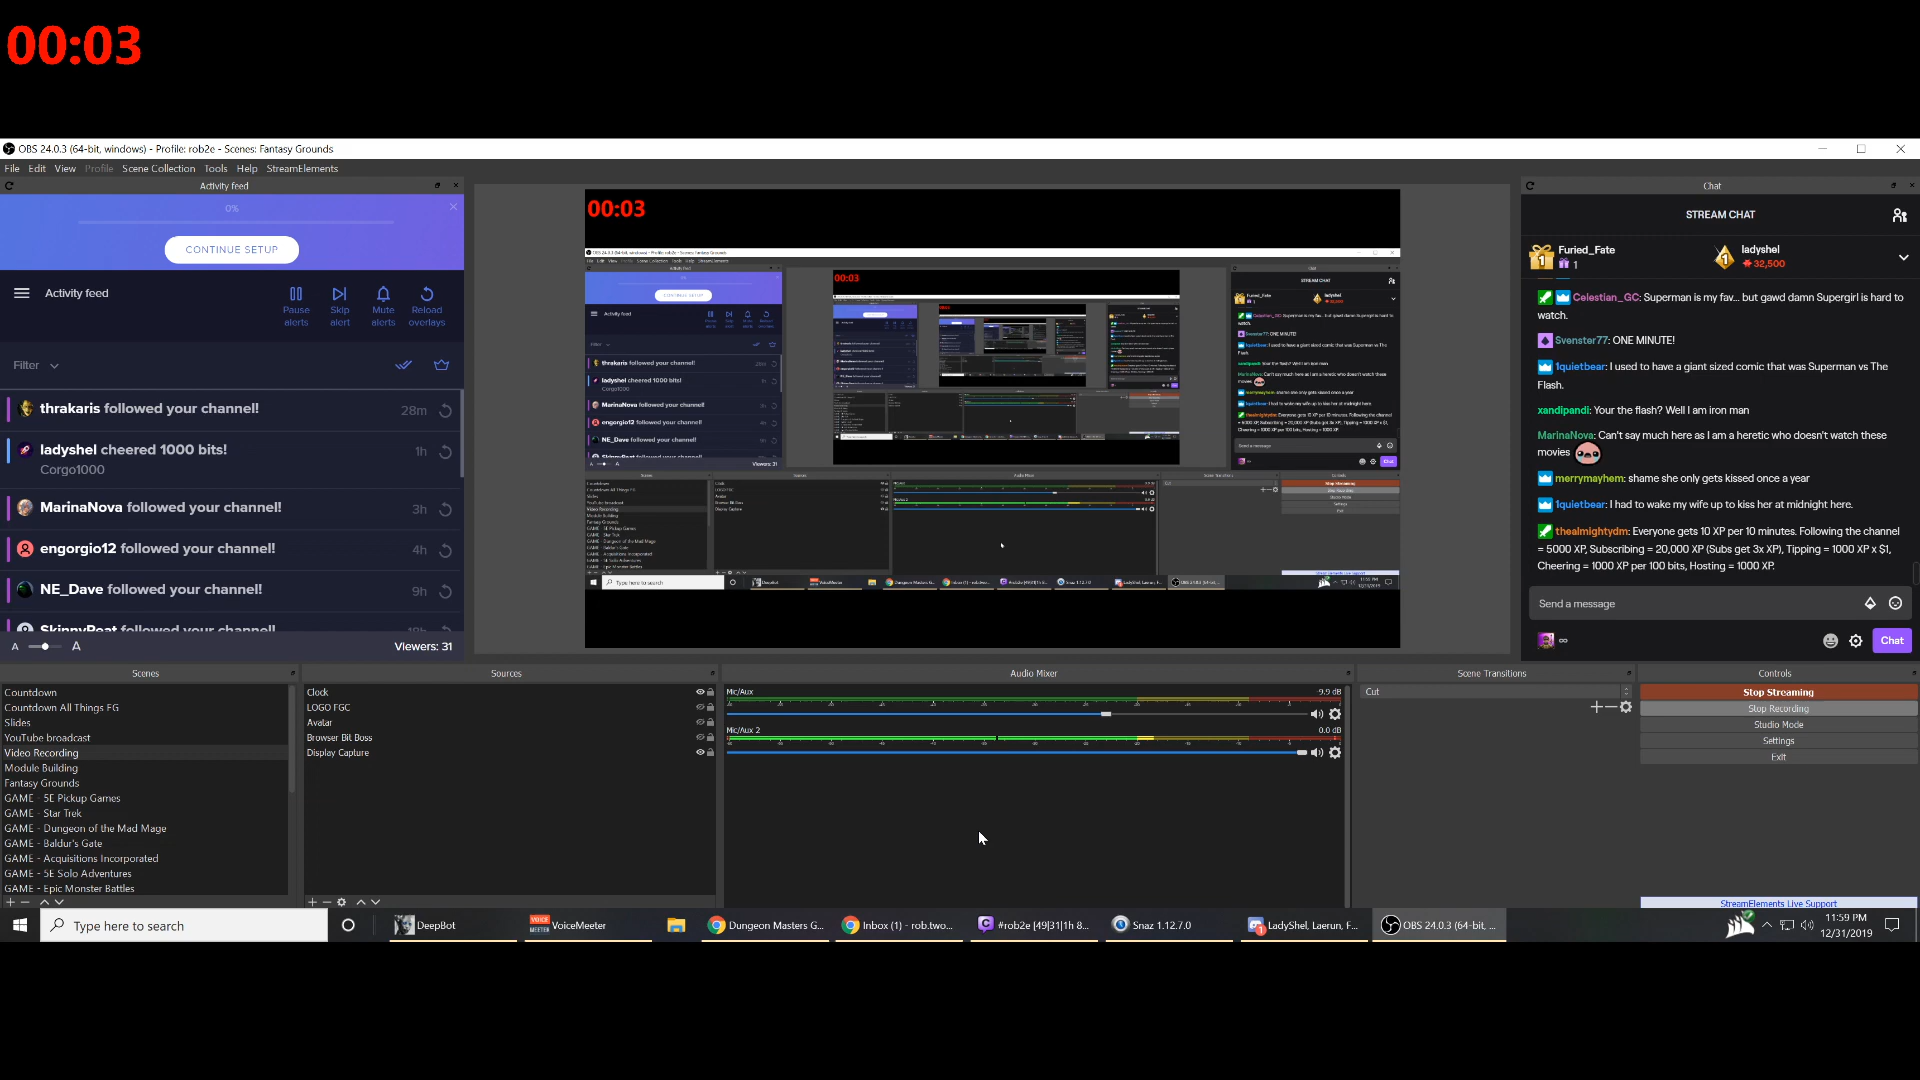 00:03
OBS 24.0.3 (64-bit, windows) - Profile: rob2e - Scenes: Fantasy Grounds
File Edit View Profile Scene Collection Tools Help StreamElements
Activity feed
0%
CONTINUE SETUP
Activity feed
Pause alerts
Skip alert
Mute alerts
Reload overlays
Filter
thrakaris followed your channel! 28m
ladyshel cheered 1000 bits! 1h
Corgo1000
MarinaNova followed your channel! 3h
engorgio12 followed your channel! 4h
NE_Dave followed your channel! 9h
SkinnyPeat followed your channel!
A A Viewers: 31
00:03
00:03
Chat
STREAM CHAT
Furied_Fate
1
ladyshel
32,500
Celestian_GC: Superman is my fav... but gawd damn Supergirl is hard to
watch.
Svenster77: ONE MINUTE!
1quietbear: I used to have a giant sized comic that was Superman vs The
Flash.
xandipandi: Your the flash? Well I am iron man
MarinaNova: Can't say much here as I am a heretic who doesn't watch these
movies
merrymayhem: shame she only gets kissed once a year
1quietbear: I had to wake my wife up to kiss her at midnight here.
thealmightydm: Everyone gets 10 XP per 10 minutes. Following the channel
= 5000 XP, Subscribing = 20,000 XP (Subs get 3x XP), Tipping = 1000 XP x $1,
Cheering = 1000 XP per 100 bits, Hosting = 1000 XP.
Send a message
Chat
Scenes
Countdown
Countdown All Things FG
Slides
YouTube broadcast
Video Recording
Module Building
Fantasy Grounds
GAME - 5E Pickup Games
GAME - Star Trek
GAME - Dungeon of the Mad Mage
GAME - Baldur's Gate
GAME - Acquisitions Incorporated
GAME - 5E Solo Adventures
GAME - Epic Monster Battles
Sources
Clock
LOGO FGC
Avatar
Browser Bit Boss
Display Capture
Audio Mixer
Mic/Aux -9.9 dB
Mic/Aux 2 0.0 dB
Scene Transitions
Cut
Controls
Stop Streaming
Stop Recording
Studio Mode
Settings
Exit
StreamElements Live Support
Type here to search
DeepBot
VoiceMeeter
Dungeon Masters G...
Inbox (1) - rob.two...
#rob2e [49|31|1h 8...
Snaz 1.12.7.0
LadyShel, Laerun, F...
OBS 24.0.3 (64-bit, ...
11:59 PM
12/31/2019